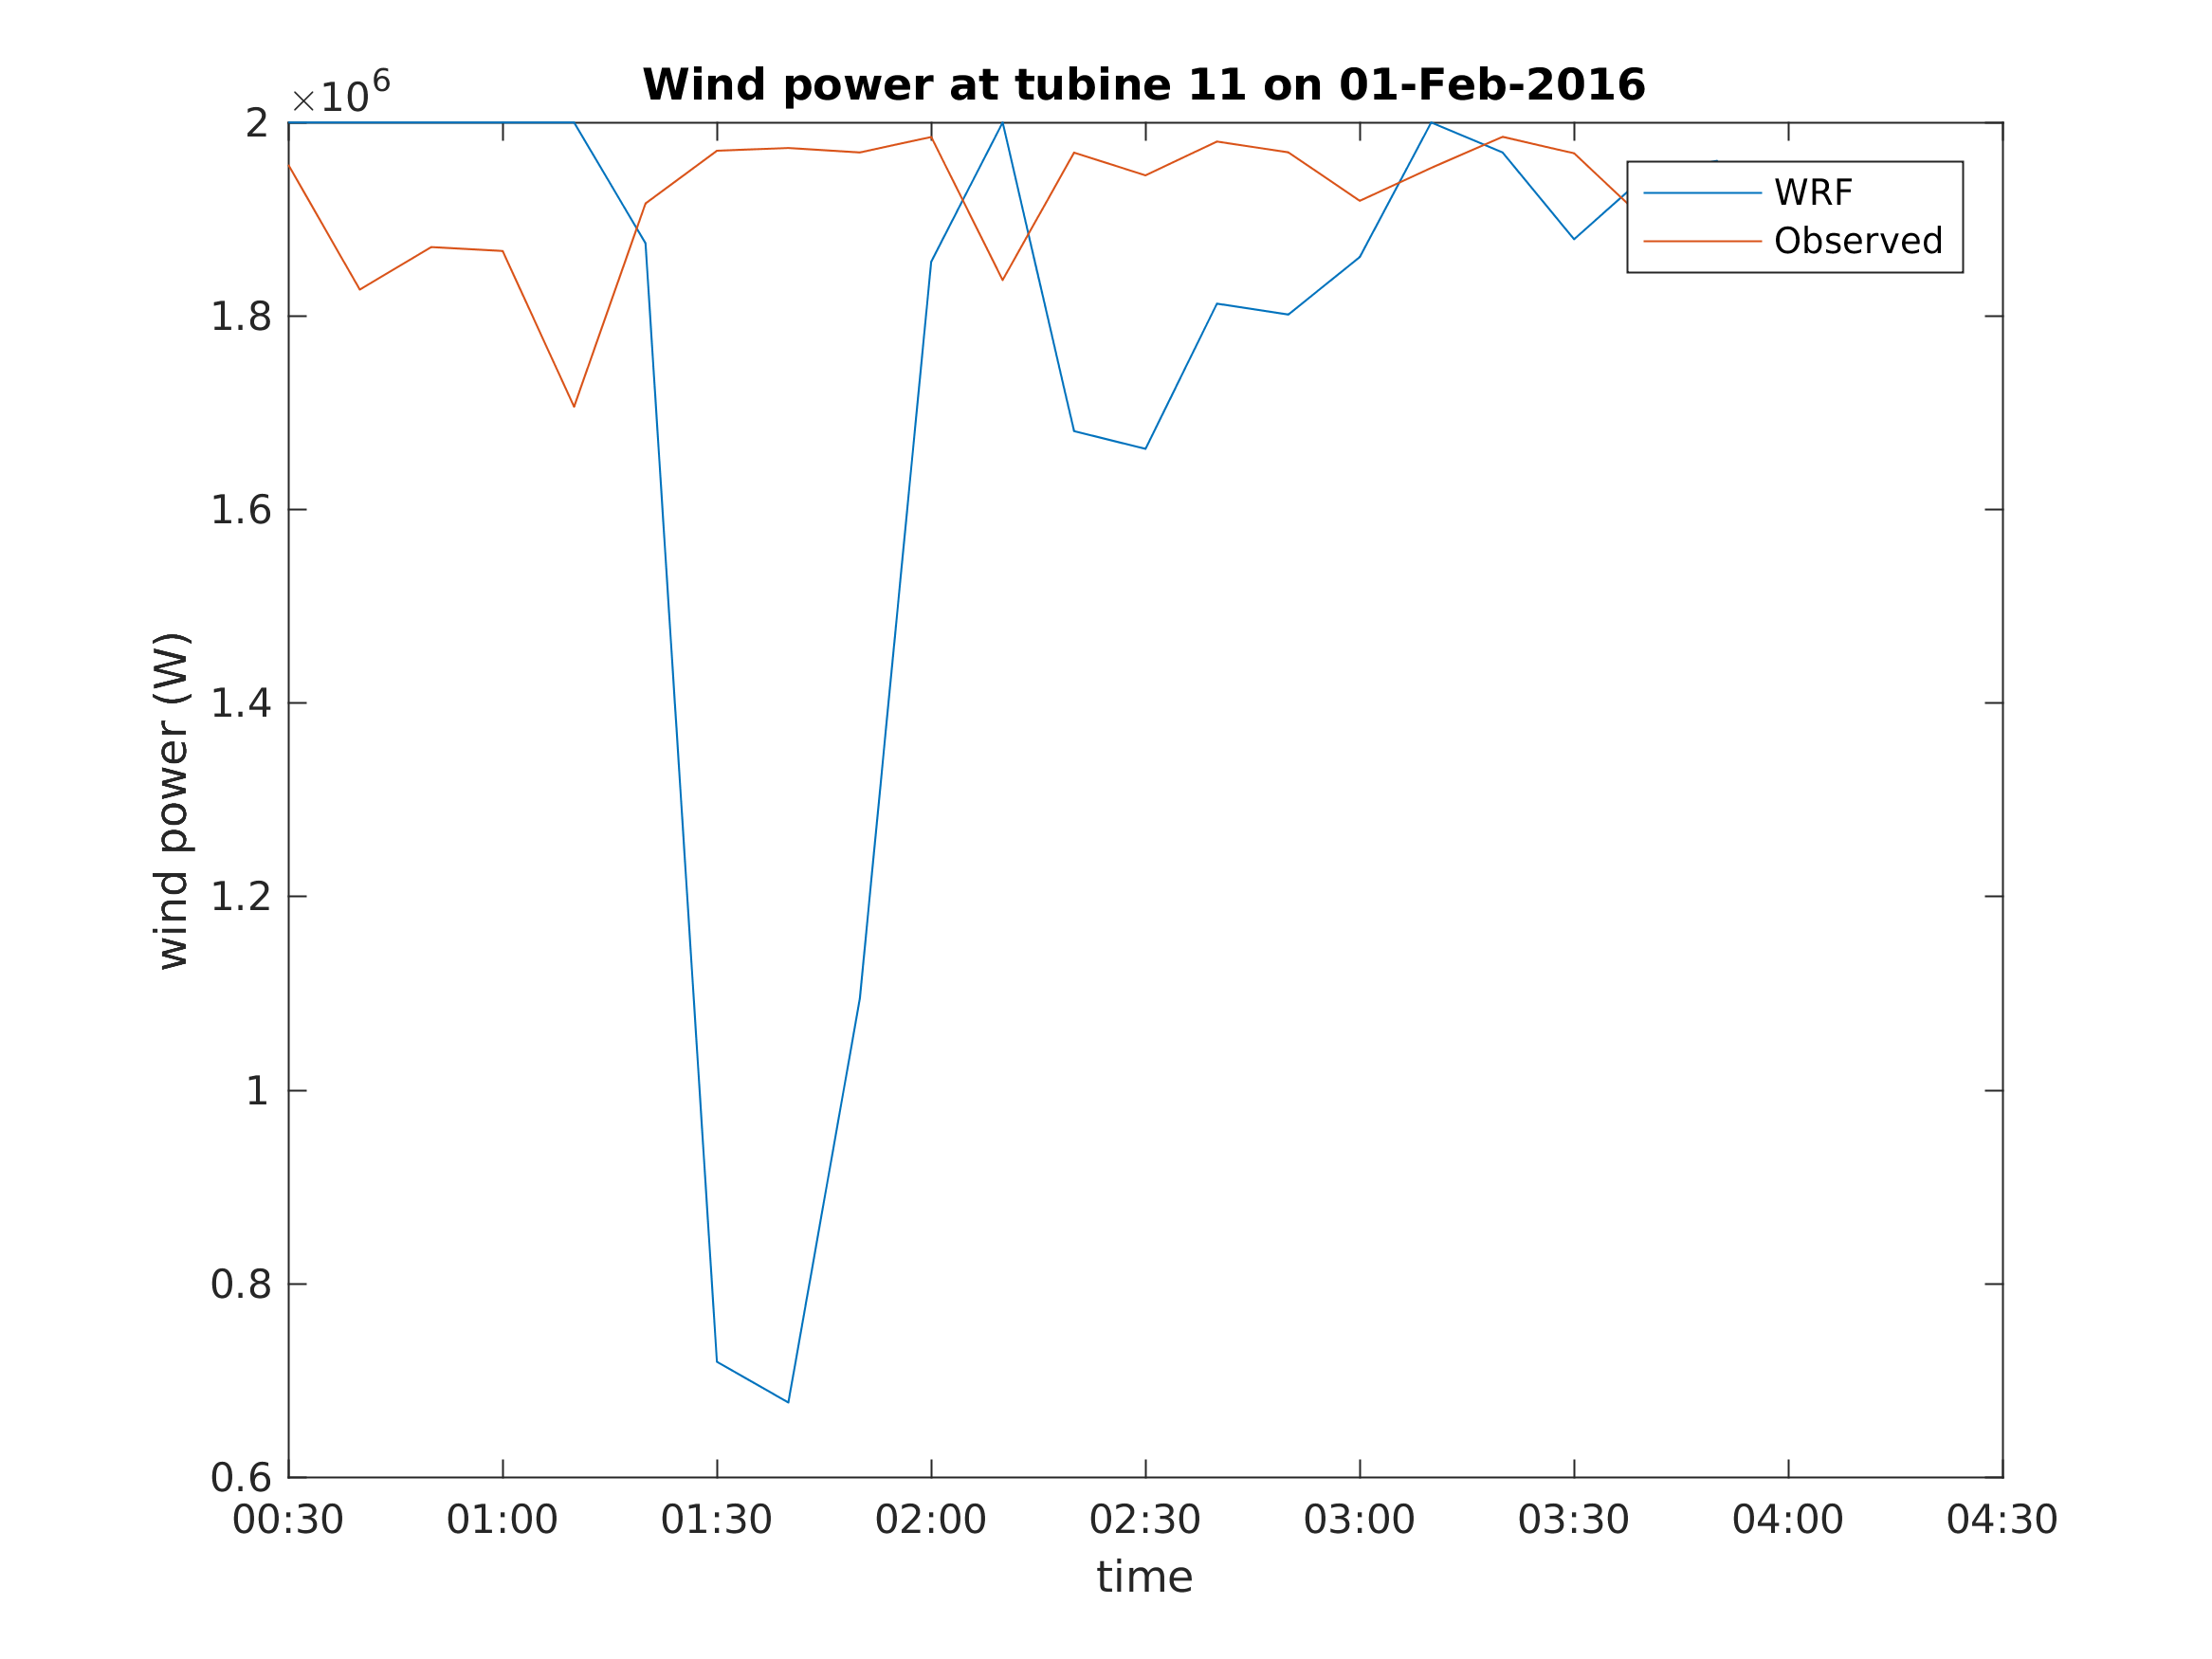 ×10⁶
Wind power at tubine 11 on 01-Feb-2016
2
1.8
1.6
1.4
1.2
1
0.8
0.6
wind power (W)
WRF
Observed
00:30 01:00 01:30 02:00 02:30 03:00 03:30 04:00 04:30
time